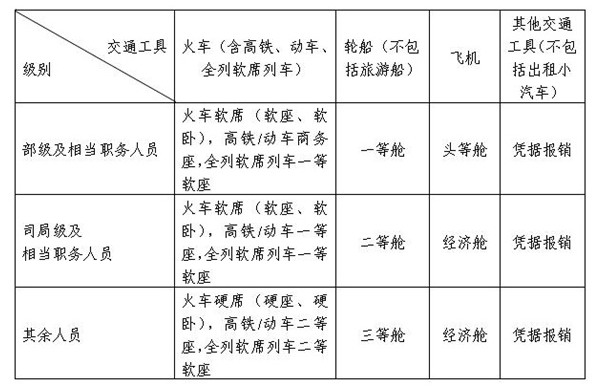 交通工具
级别
火车（含高铁、动车、
全列软席列车）
轮船（不包
括旅游船）
飞机
其他交通
工具(不包
括出租小
汽车)
部级及相当职务人员
火车软席（软座、软
卧），高铁/动车商务
座,全列软席列车一等
软座
一等舱
头等舱
凭据报销
司局级及
相当职务人员
火车软席（软座、软
卧），高铁/动车一等
座,全列软席列车一等
软座
二等舱
经济舱
凭据报销
其余人员
火车硬席（硬座、硬
卧），高铁/动车二等
座,全列软席列车二等
软座
三等舱
经济舱
凭据报销